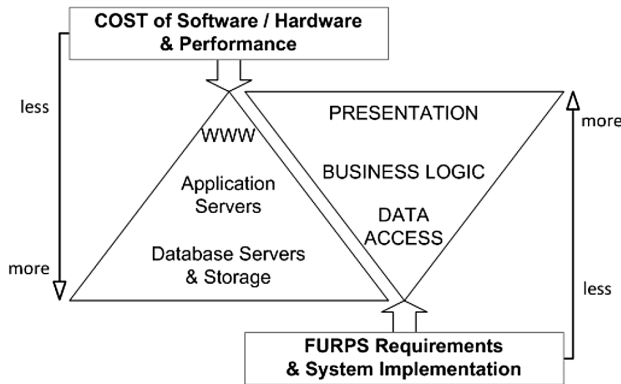 COST of Software / Hardware
& Performance
less
more
WWW
Application
Servers
Database Servers
& Storage
PRESENTATION
BUSINESS LOGIC
DATA
ACCESS
more
less
FURPS Requirements
& System Implementation